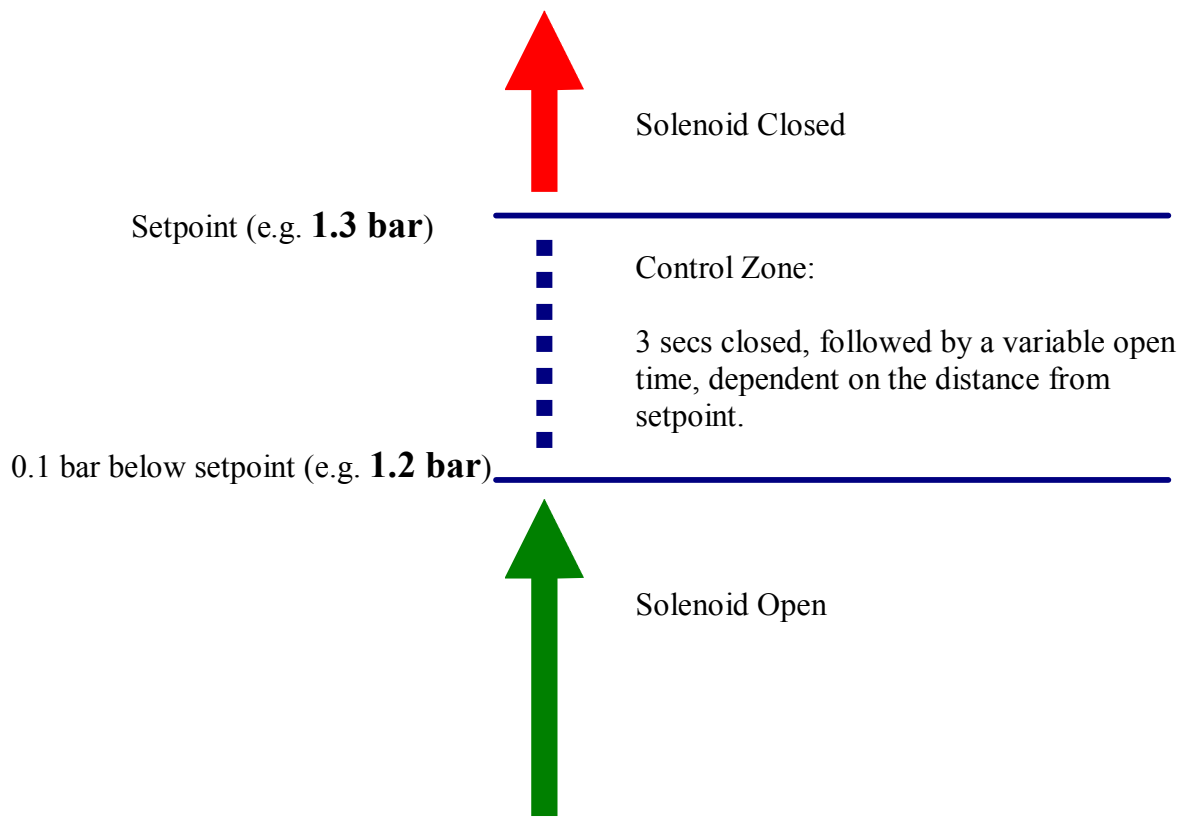 Solenoid Closed
Setpoint (e.g. 1.3 bar)
Control Zone:
3 secs closed, followed by a variable open
time, dependent on the distance from
setpoint.
0.1 bar below setpoint (e.g. 1.2 bar)
Solenoid Open